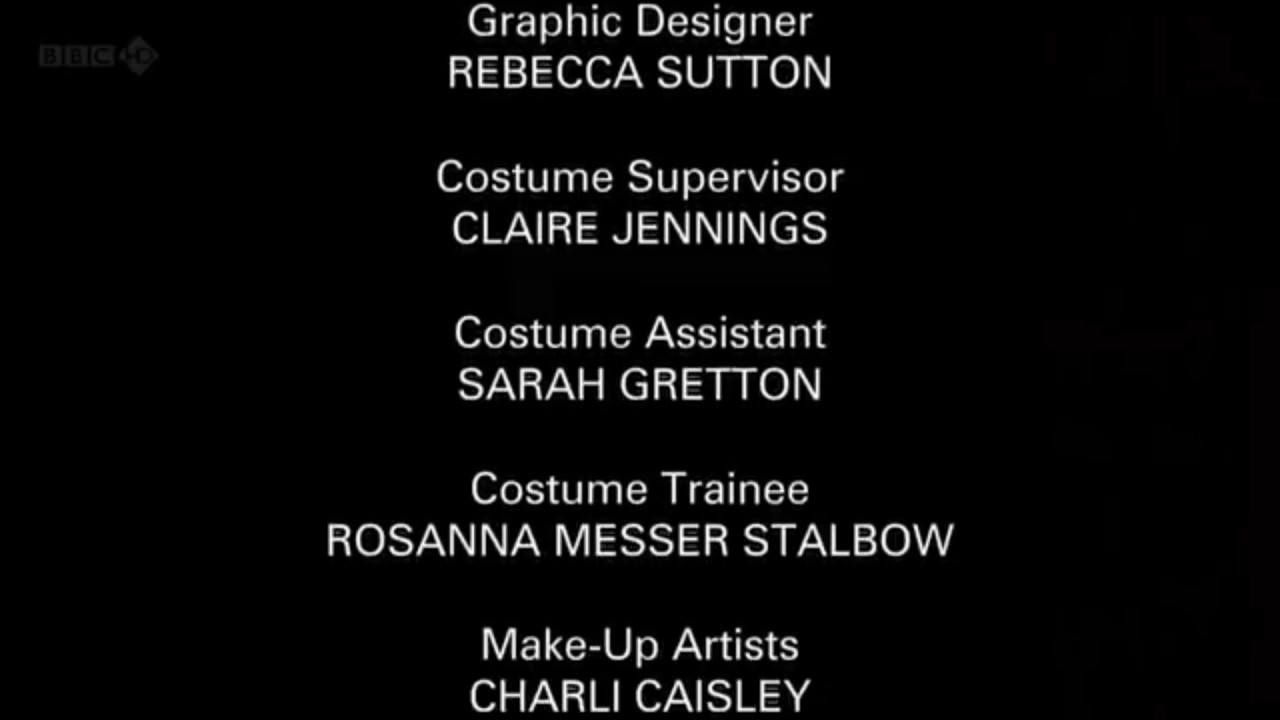 BBC HD
Graphic Designer
REBECCA SUTTON
Costume Supervisor
CLAIRE JENNINGS
Costume Assistant
SARAH GRETTON
Costume Trainee
ROSANNA MESSER STALBOW
Make-Up Artists
CHARLI CAISLEY